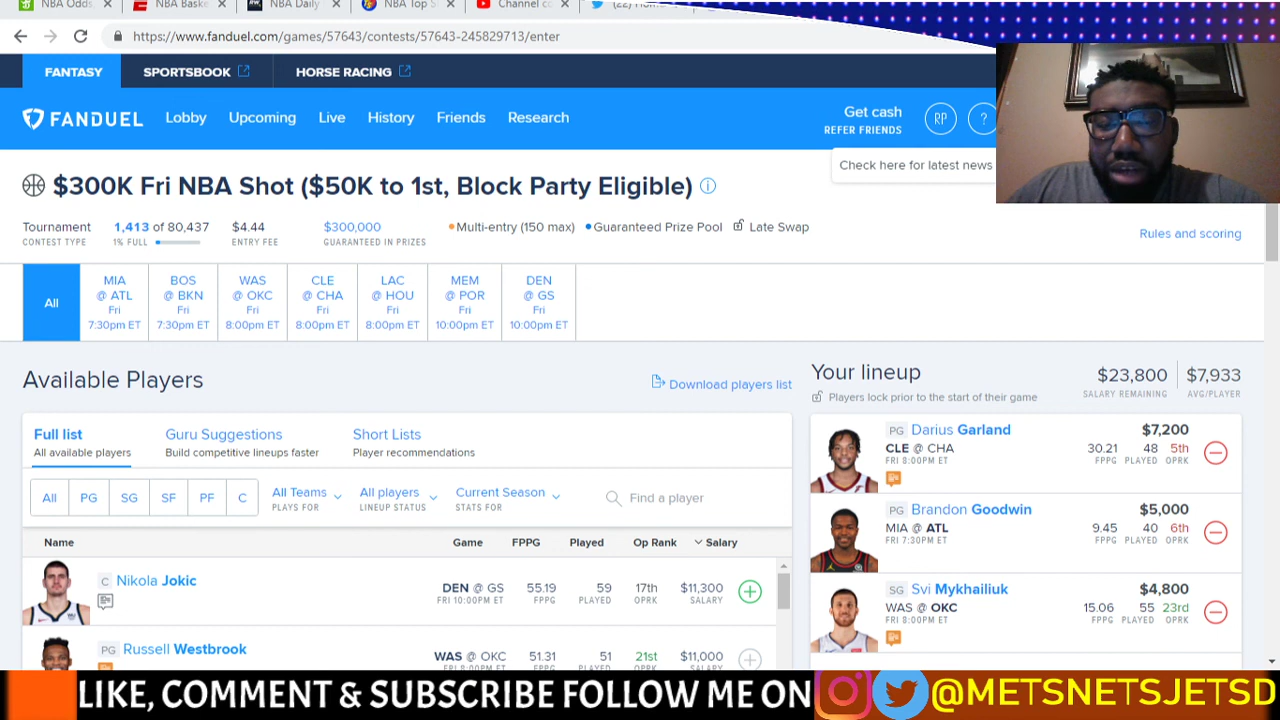 NBA Odds
NBA Bask
NBA Daily
NBA Top S
Channel c
https://www.fanduel.com/games/57643/contests/57643-245829713/enter
FANTASY SPORTSBOOK HORSE RACING
FANDUEL Lobby Upcoming Live History Friends Research Get cash RP ?
REFER FRIENDS
Check here for latest news
$300K Fri NBA Shot ($50K to 1st, Block Party Eligible)
Tournament 1,413 of 80,437 $4.44 $300,000 Multi-entry (150 max) Guaranteed Prize Pool Late Swap
CONTEST TYPE 1% FULL ENTRY FEE GUARANTEED IN PRIZES
Rules and scoring
All
MIA @ ATL Fri 7:30pm ET
BOS @ BKN Fri 7:30pm ET
WAS @ OKC Fri 8:00pm ET
CLE @ CHA Fri 8:00pm ET
LAC @ HOU Fri 8:00pm ET
MEM @ POR Fri 10:00pm ET
DEN @ GS Fri 10:00pm ET
Available Players
Download players list
Full list Guru Suggestions Short Lists
All available players Build competitive lineups faster Player recommendations
All PG SG SF PF C All Teams All players Current Season Find a player
PLAYS FOR LINEUP STATUS STATS FOR
Name Game FPPG Played Op Rank Salary
C Nikola Jokic DEN @ GS 55.19 59 17th $11,300
FRI 10:00PM ET FPPG PLAYED OPRK SALARY
PG Russell Westbrook WAS @ OKC 51.31 51 21st $11,000
Your lineup $23,800 $7,933
Players lock prior to the start of their game SALARY REMAINING AVG/PLAYER
PG Darius Garland $7,200
CLE @ CHA 30.21 48 5th
FRI 8:00PM ET FPPG PLAYED OPRK
PG Brandon Goodwin $5,000
MIA @ ATL 9.45 40 6th
FRI 7:30PM ET FPPG PLAYED OPRK
SG Svi Mykhailiuk $4,800
WAS @ OKC 15.06 55 23rd
FRI 8:00PM ET FPPG PLAYED OPRK
LIKE, COMMENT & SUBSCRIBE FOLLOW ME ON @METSNETSJETSD